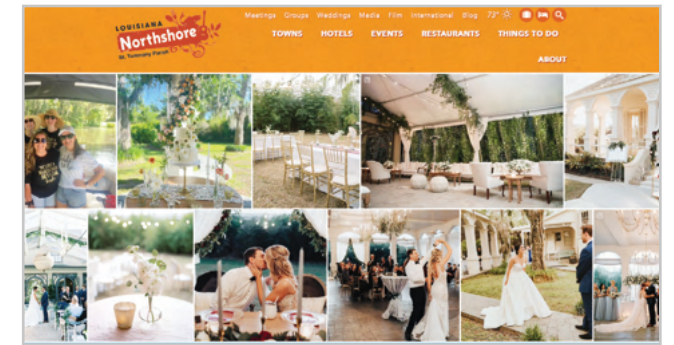 LOUISIANA
Northshore
St. Tammany Parish
Meetings Groups Weddings Media Film International Blog 73°
TOWNS HOTELS EVENTS RESTAURANTS THINGS TO DO
ABOUT